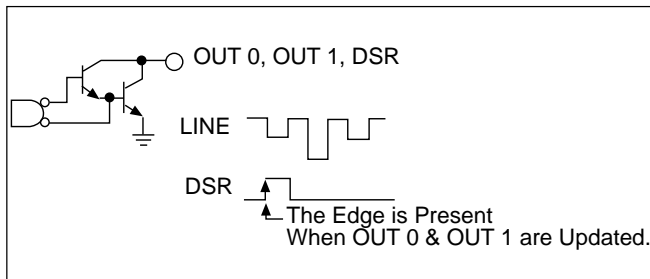 OUT 0, OUT 1, DSR
LINE
DSR
The Edge is Present
When OUT 0 & OUT 1 are Updated.